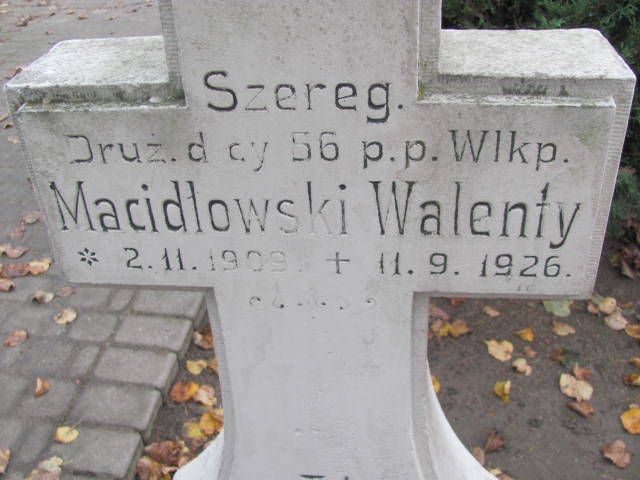 Szereg.
Druż. d cy 56 p.p. Wlkp.
Macidłowski Walenty
* 2.11.1909. + 11.9.1926.